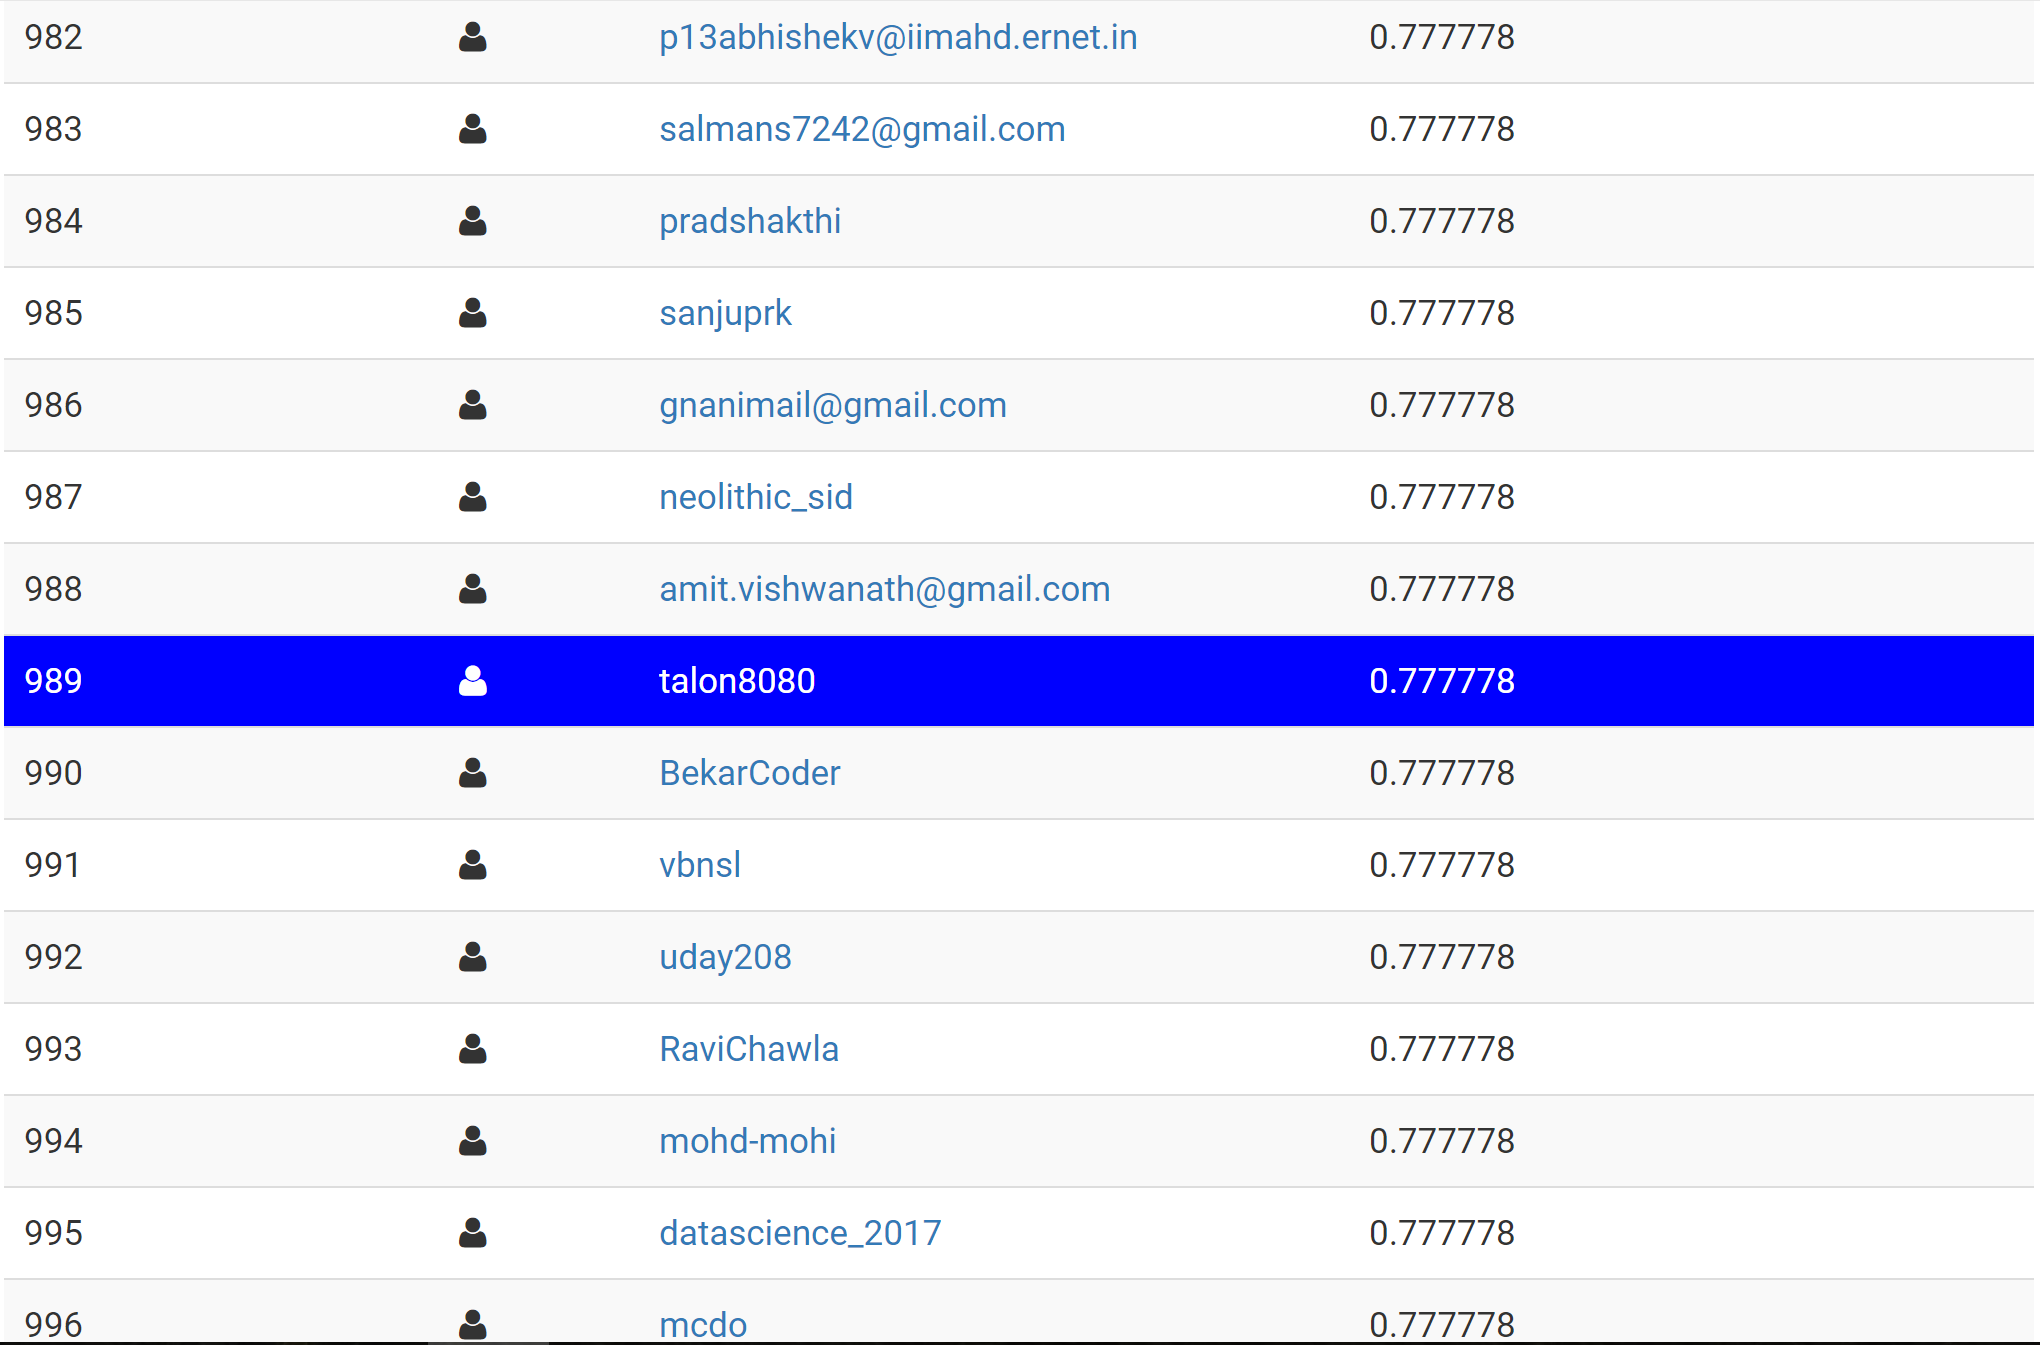 982 p13abhishekv@iimahd.ernet.in 0.777778
983 salmans7242@gmail.com 0.777778
984 pradshakthi 0.777778
985 sanjuprk 0.777778
986 gnanimail@gmail.com 0.777778
987 neolithic_sid 0.777778
988 amit.vishwanath@gmail.com 0.777778
989 talon8080 0.777778
990 BekarCoder 0.777778
991 vbnsl 0.777778
992 uday208 0.777778
993 RaviChawla 0.777778
994 mohd-mohi 0.777778
995 datascience_2017 0.777778
996 mcdo 0.777778